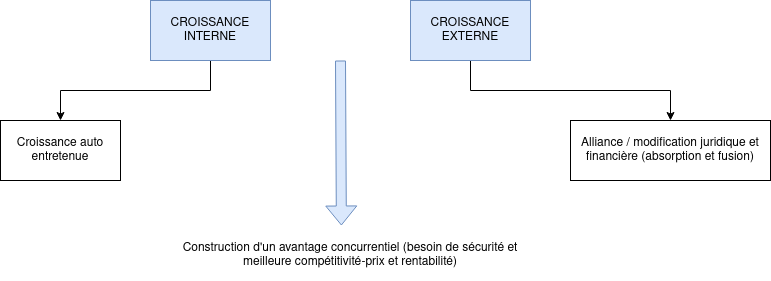 CROISSANCE
INTERNE
CROISSANCE
EXTERNE
Croissance auto
entretenue
Alliance / modification juridique et
financière (absorption et fusion)
Construction d'un avantage concurrentiel (besoin de sécurité et
meilleure compétitivité-prix et rentabilité)